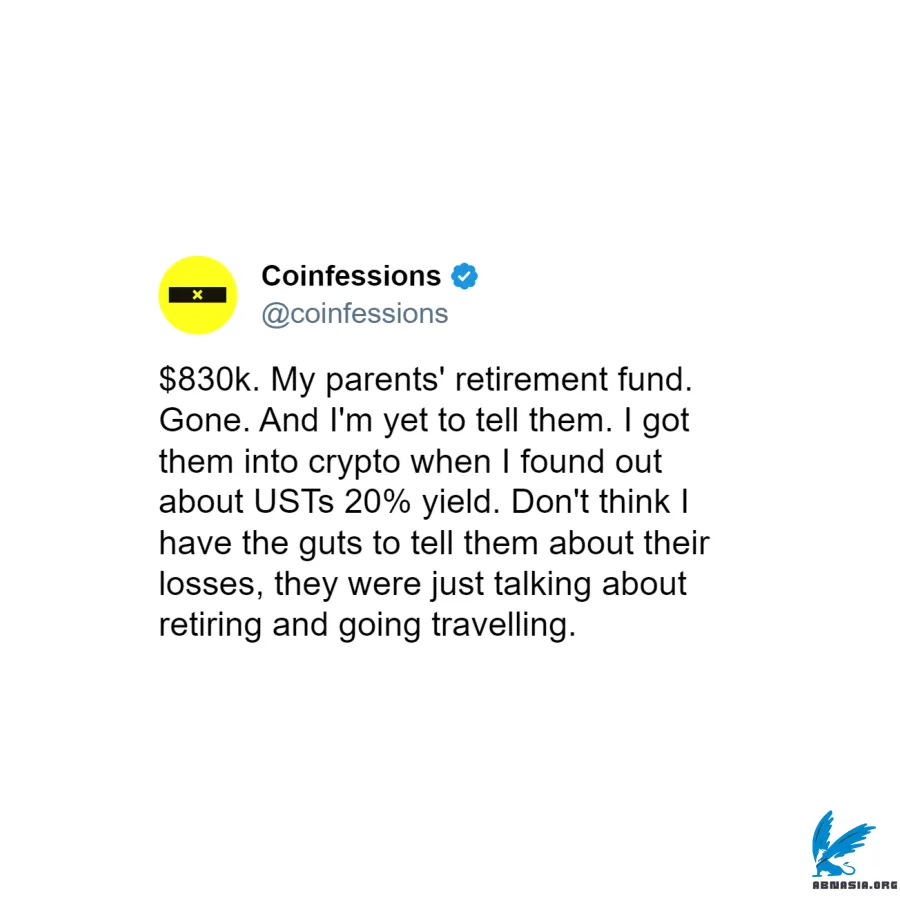 Coinfessions
@coinfessions
$830k. My parents' retirement fund.
Gone. And I'm yet to tell them. I got
them into crypto when I found out
about USTs 20% yield. Don't think I
have the guts to tell them about their
losses, they were just talking about
retiring and going travelling.
ABNASIA.ORG